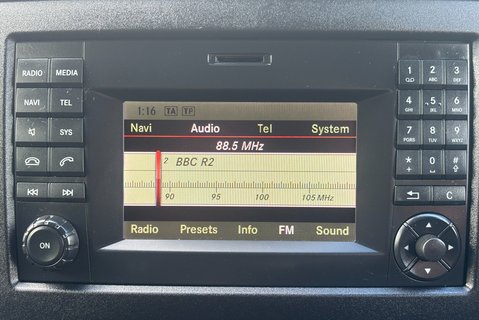 RADIO MEDIA
NAVI TEL
SYS
ON
1:16 TA TP
Navi Audio Tel System
88.5 MHz
2 BBC R2
90 95 100 105 MHz
Radio Presets Info FM Sound
1 2 ABC 3 DEF
4 GHI 5 JKL 6 MNO
7 PQRS 8 TUV 9 WXYZ
* 0 #
C